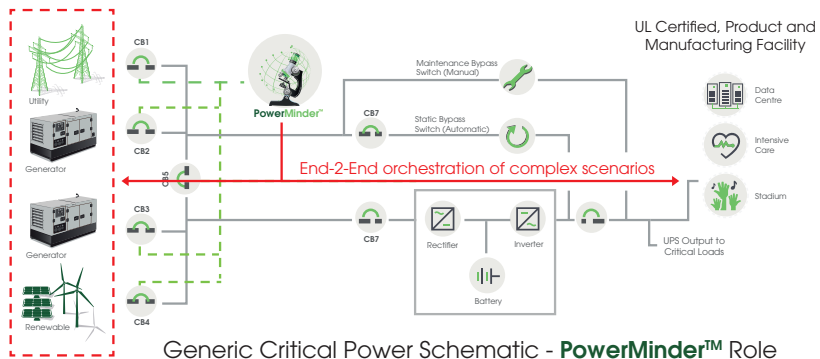 UL Certified, Product and
Manufacturing Facility
CB1
Maintenance Bypass
Switch (Manual)
Utility
PowerMinder™
Data
Centre
CB2
CB7
Static Bypass
Switch (Automatic)
Intensive
Care
Generator
CB5
End-2-End orchestration of complex scenarios
Stadium
CB3
CB7
Rectifier
Inverter
UPS Output to
Critical Loads
Generator
Battery
Renewable
CB4
Generic Critical Power Schematic - PowerMinder™ Role